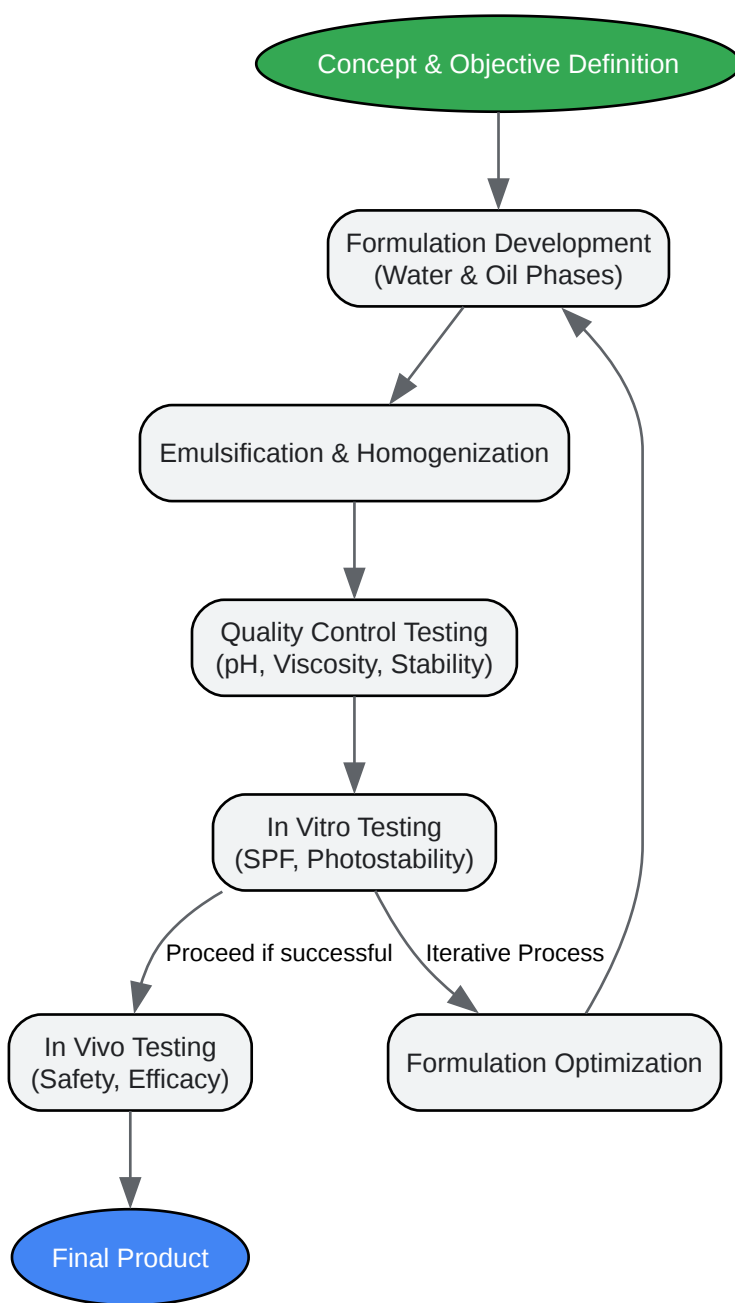 Concept & Objective Definition
Formulation Development
(Water & Oil Phases)
Emulsification & Homogenization
Quality Control Testing
(pH, Viscosity, Stability)
In Vitro Testing
(SPF, Photostability)
Proceed if successful
Iterative Process
In Vivo Testing
(Safety, Efficacy)
Formulation Optimization
Final Product